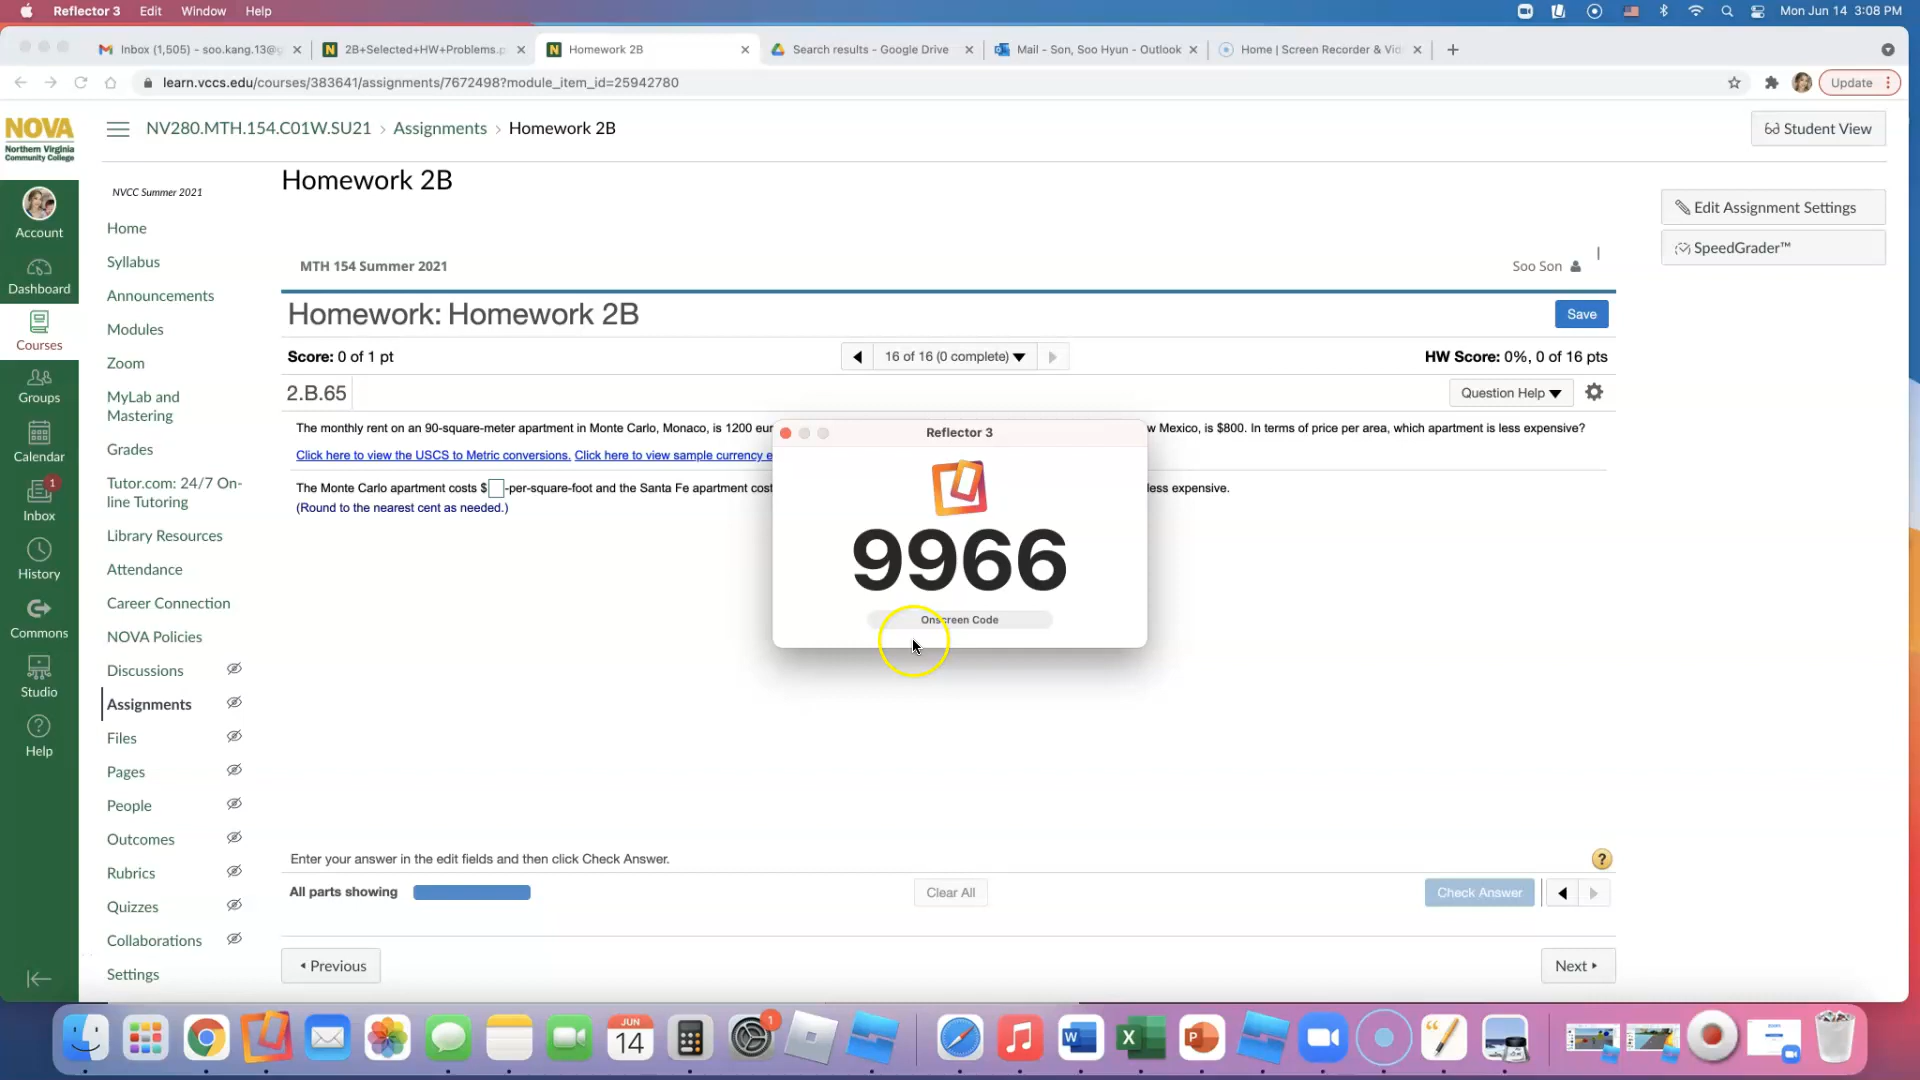 Reflector 3 Edit Window Help Mon Jun 14 3:08 PM
Inbox (1,505) - soo.kang.13@g 2B+Selected+HW+Problems.p Homework 2B Search results - Google Drive Mail - Son, Soo Hyun - Outlook Home | Screen Recorder & Vid
learn.vccs.edu/courses/383641/assignments/7672498?module_item_id=25942780 Update
NOVA
Northern Virginia
Community College
NV280.MTH.154.C01W.SU21 › Assignments › Homework 2B
Student View
Account
Dashboard
Courses
Groups
Calendar
1
Inbox
History
Commons
Studio
Help
NVCC Summer 2021
Home
Syllabus
Announcements
Modules
Zoom
MyLab and
Mastering
Grades
Tutor.com: 24/7 On-
line Tutoring
Library Resources
Attendance
Career Connection
NOVA Policies
Discussions
Assignments
Files
Pages
People
Outcomes
Rubrics
Quizzes
Collaborations
Settings
Homework 2B
Edit Assignment Settings
SpeedGrader™
MTH 154 Summer 2021
Soo Son
Homework: Homework 2B
Save
Score: 0 of 1 pt
16 of 16 (0 complete)
HW Score: 0%, 0 of 16 pts
2.B.65
Question Help
The monthly rent on an 90-square-meter apartment in Monte Carlo, Monaco, is 1200 eur w Mexico, is $800. In terms of price per area, which apartment is less expensive?
Click here to view the USCS to Metric conversions. Click here to view sample currency e
The Monte Carlo apartment costs $ -per-square-foot and the Santa Fe apartment cost less expensive.
(Round to the nearest cent as needed.)
Reflector 3
9966
Onscreen Code
Enter your answer in the edit fields and then click Check Answer.
?
All parts showing
Clear All
Check Answer
Previous
Next
JUN
14
1